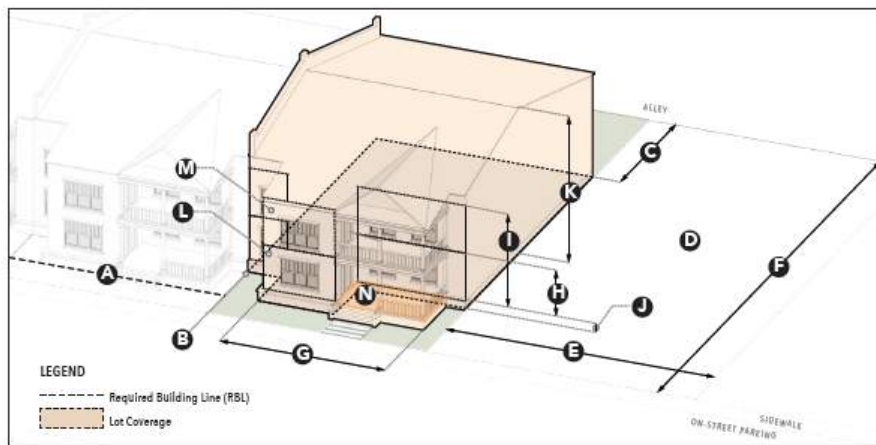 ALLEY
M
C
K
L
I
D
A
H
F
N
J
B
G
E
LEGEND
Required Building Line (RBL)
Lot Coverage
SIDEWALK
ON-STREET PARKING